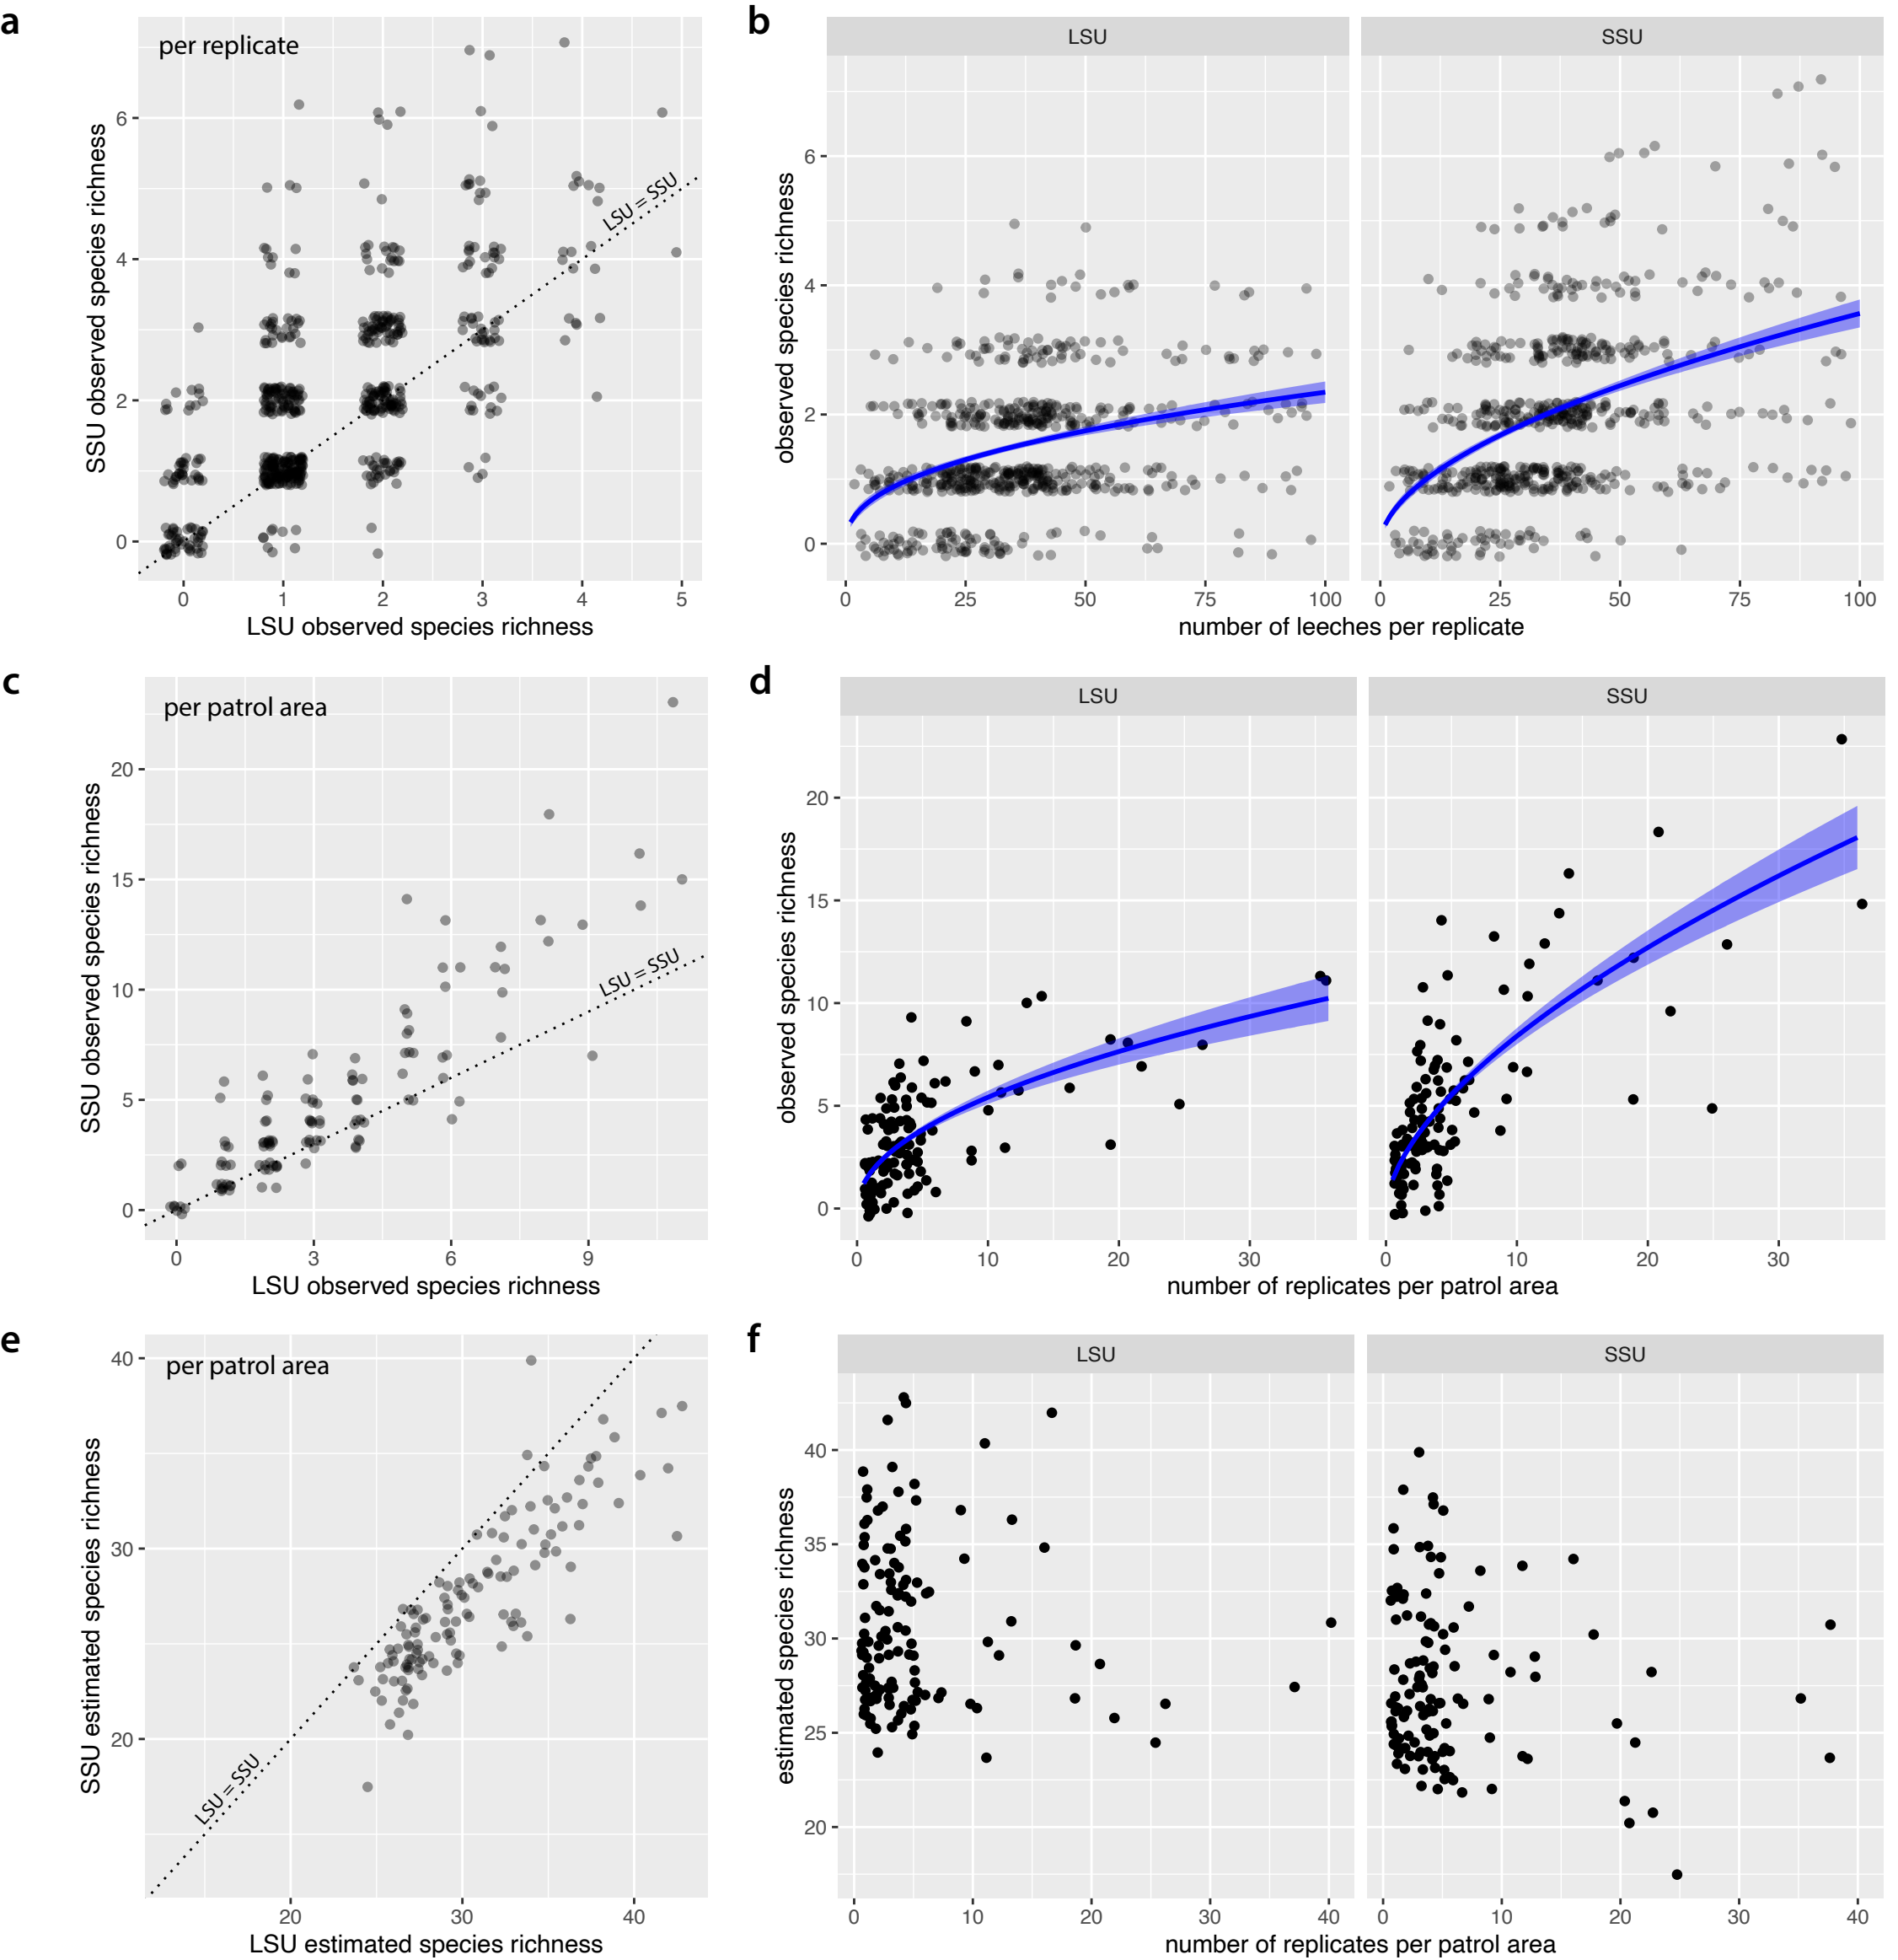 a
per replicate
SSU observed species richness
6
4
2
0
LSU = SSU
0 1 2 3 4 5
LSU observed species richness
b
LSU SSU
observed species richness
6
4
2
0
0 25 50 75 100 0 25 50 75 100
number of leeches per replicate
c
per patrol area
SSU observed species richness
20
15
10
5
0
LSU = SSU
0 3 6 9
LSU observed species richness
d
LSU SSU
observed species richness
20
15
10
5
0
0 10 20 30 0 10 20 30
number of replicates per patrol area
e
per patrol area
SSU estimated species richness
40
30
20
LSU = SSU
20 30 40
LSU estimated species richness
f
LSU SSU
estimated species richness
40
35
30
25
20
0 10 20 30 40 0 10 20 30 40
number of replicates per patrol area